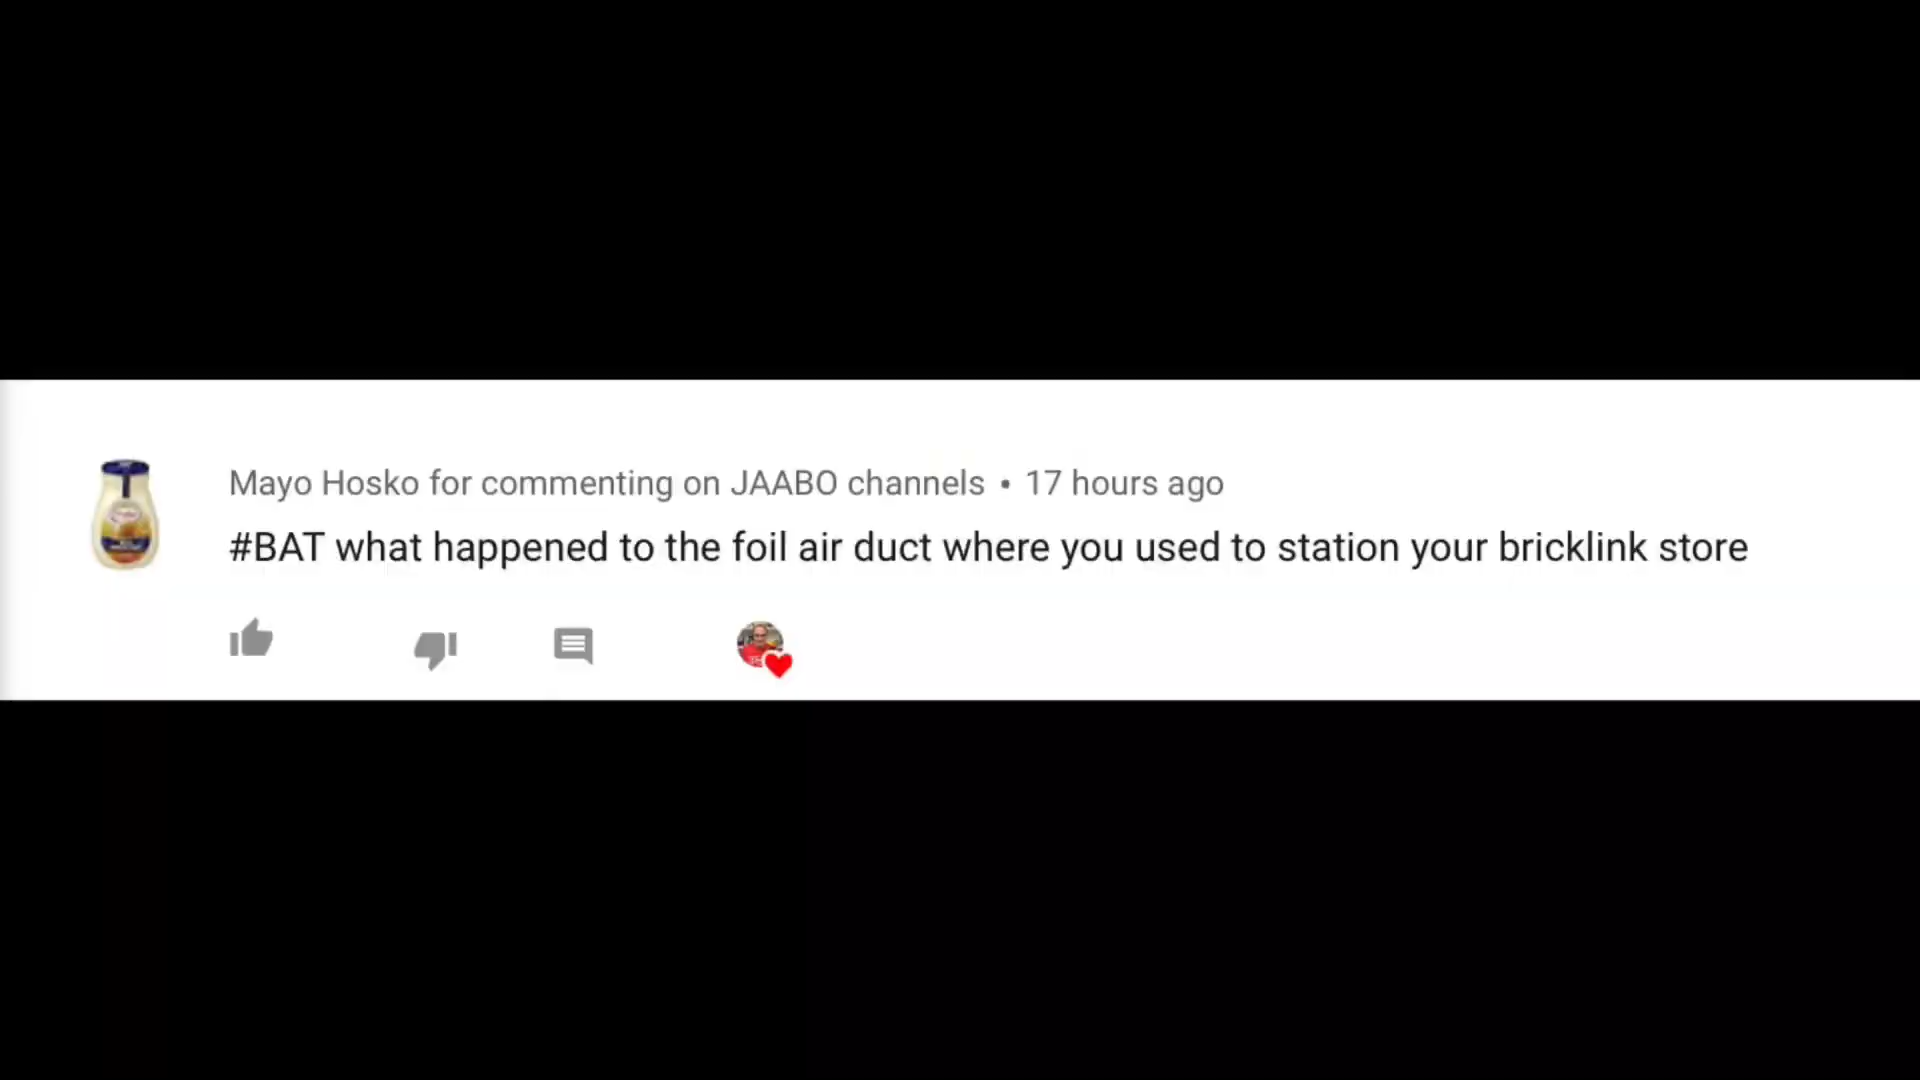 Mayo Hosko for commenting on JAABO channels • 17 hours ago
#BAT what happened to the foil air duct where you used to station your bricklink store